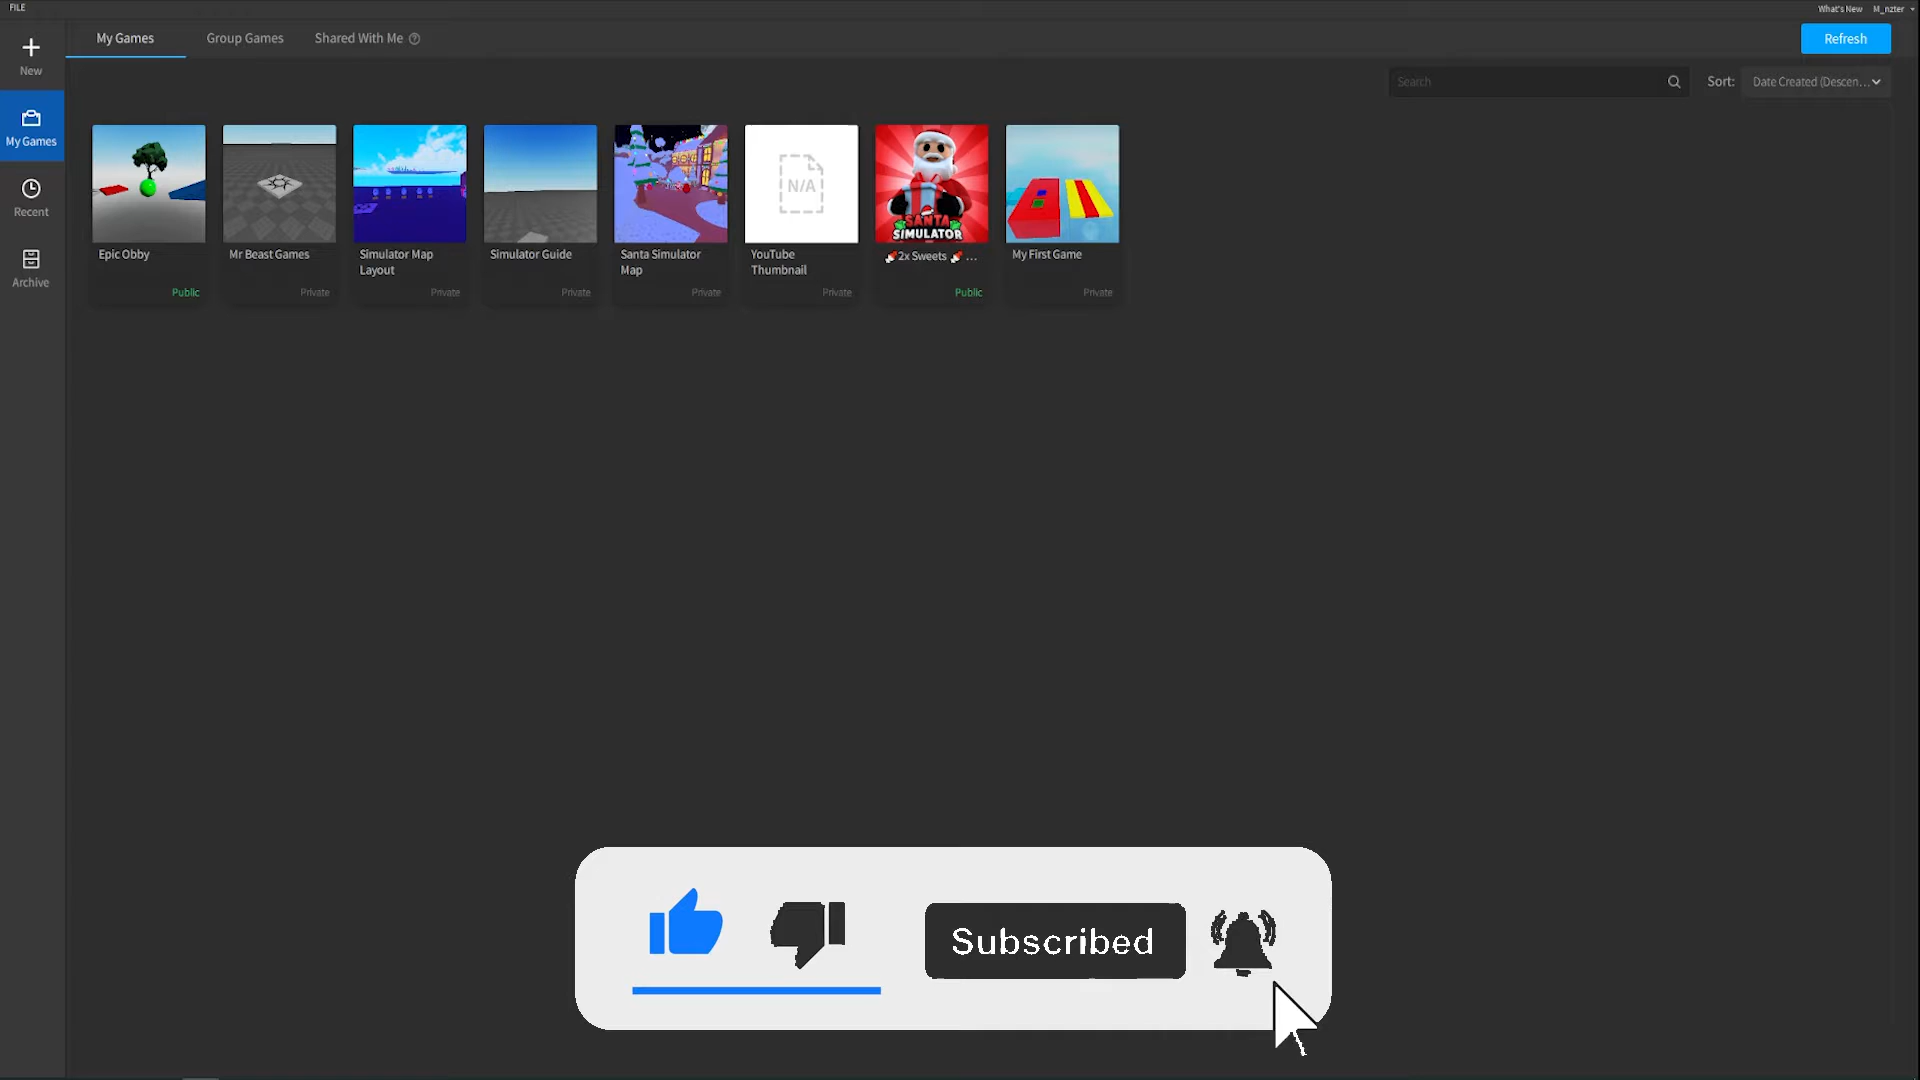 FILE
What's New M_nzter
New
My Games Group Games Shared With Me
Refresh
Search
Sort: Date Created (Descen...
My Games
Recent
Archive
Epic Obby
Public
Mr Beast Games
Private
Simulator Map
Layout
Private
Simulator Guide
Private
Santa Simulator
Map
Private
N/A
YouTube
Thumbnail
Private
SANTA
SIMULATOR
2x Sweets ...
Public
My First Game
Private
Subscribed